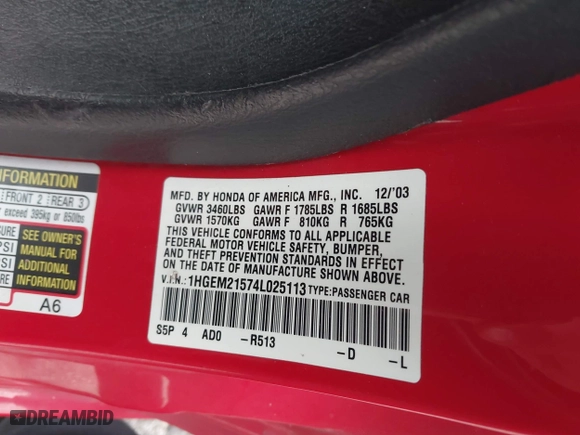 INFORMATION
FRONT 2 REAR 3
exceed 385kg or 850lbs
SEE OWNER'S
MANUAL FOR
ADDITIONAL
INFORMATION
A6
MFD. BY HONDA OF AMERICA MFG., INC. 12/'03
GVWR 3460LBS GAWR F 1785LBS R 1685LBS
GVWR 1570KG GAWR F 810KG R 765KG
THIS VEHICLE CONFORMS TO ALL APPLICABLE
FEDERAL MOTOR VEHICLE SAFETY, BUMPER,
AND THEFT PREVENTION STANDARDS IN EFFECT
ON THE DATE OF MANUFACTURE SHOWN ABOVE.
V.I.N.: 1HGEM21574L025113 TYPE:PASSENGER CAR
S5P 4 AD0 -R513 -D -L
DREAMBID